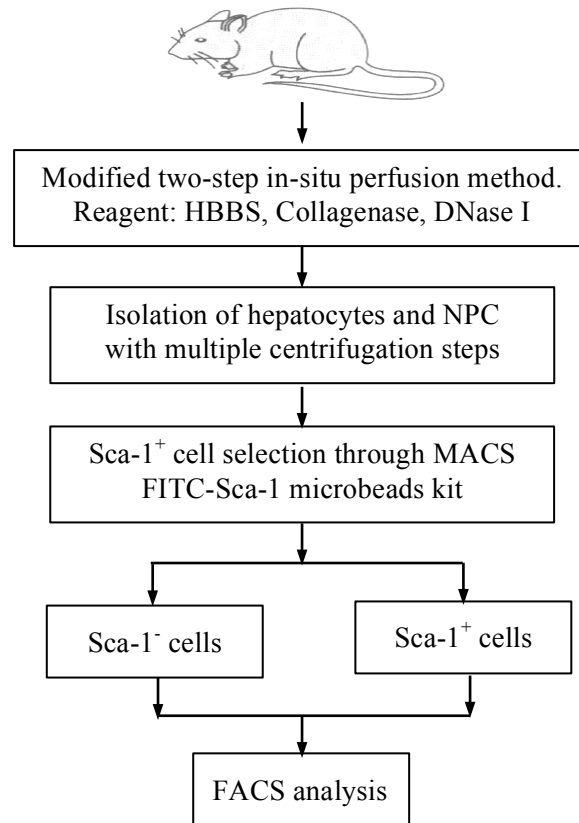 Modified two-step in-situ perfusion method.
Reagent: HBBS, Collagenase, DNase I
Isolation of hepatocytes and NPC
with multiple centrifugation steps
Sca-1⁺ cell selection through MACS
FITC-Sca-1 microbeads kit
Sca-1⁻ cells
Sca-1⁺ cells
FACS analysis